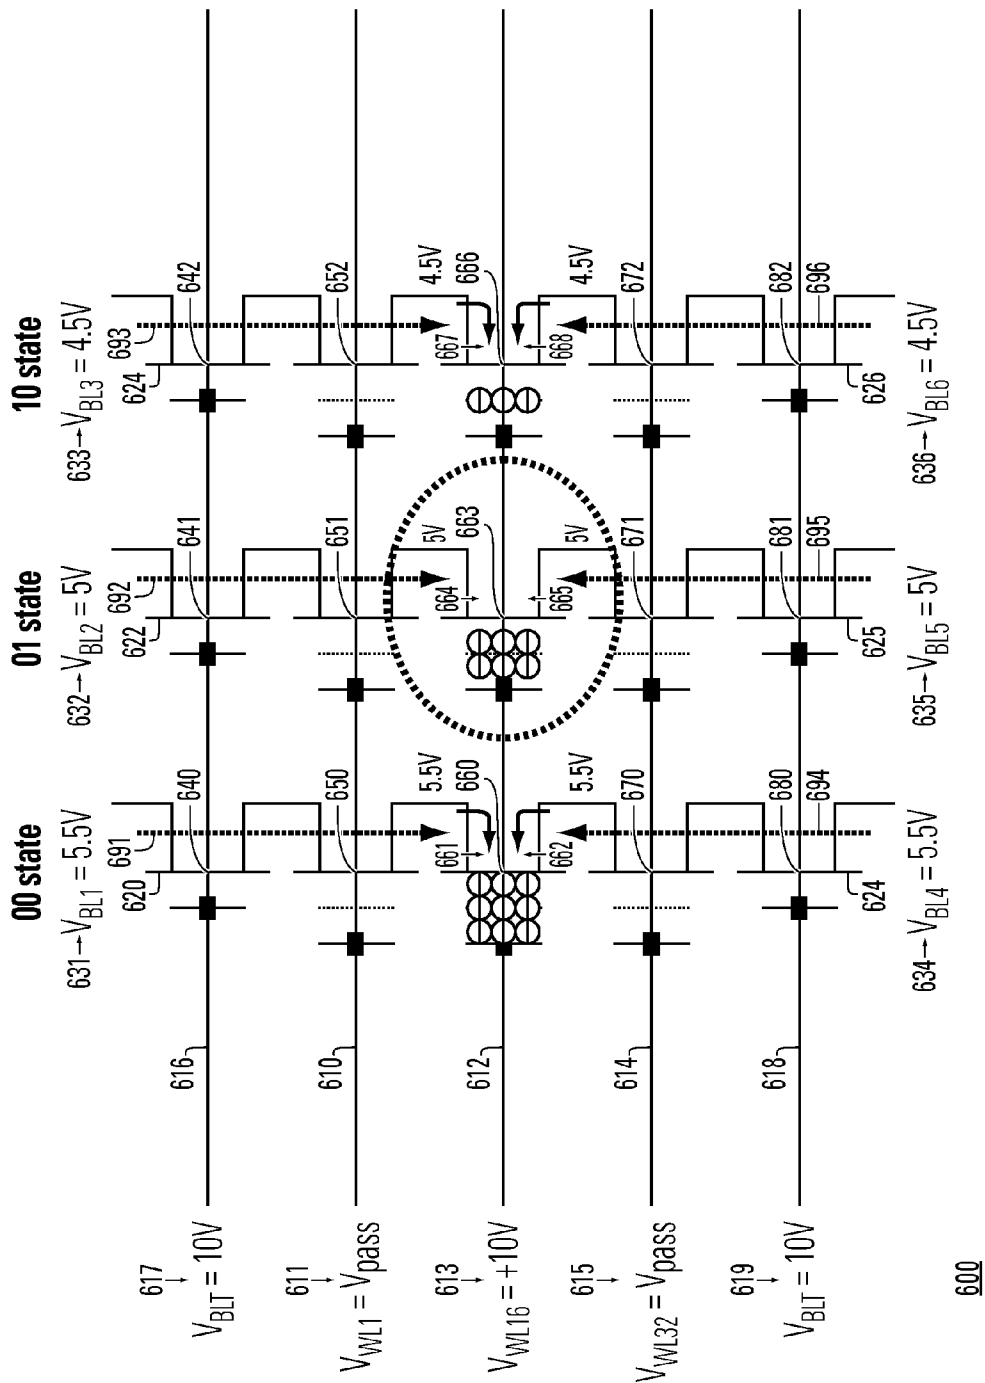 00 state
01 state
10 state
631→V_BL1 = 5.5V
632→V_BL2 = 5V
633→V_BL3 = 4.5V
620
691
622
692
624
693
617
V_BLT = 10V
616
640
641
642
611
V_WL1 = V_pass
610
650
651
652
5.5V
5V
4.5V
661
660
664
663
667
666
613
V_WL16 = +10V
612
662
665
668
5.5V
5V
4.5V
615
V_WL32 = V_pass
614
670
671
672
619
V_BLT = 10V
618
680
681
682
624
694
625
695
626
696
634→V_BL4 = 5.5V
635→V_BL5 = 5V
636→V_BL6 = 4.5V
600